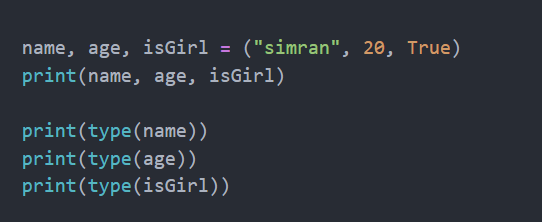 name, age, isGirl = ("simran", 20, True)
print(name, age, isGirl)
print(type(name))
print(type(age))
print(type(isGirl))